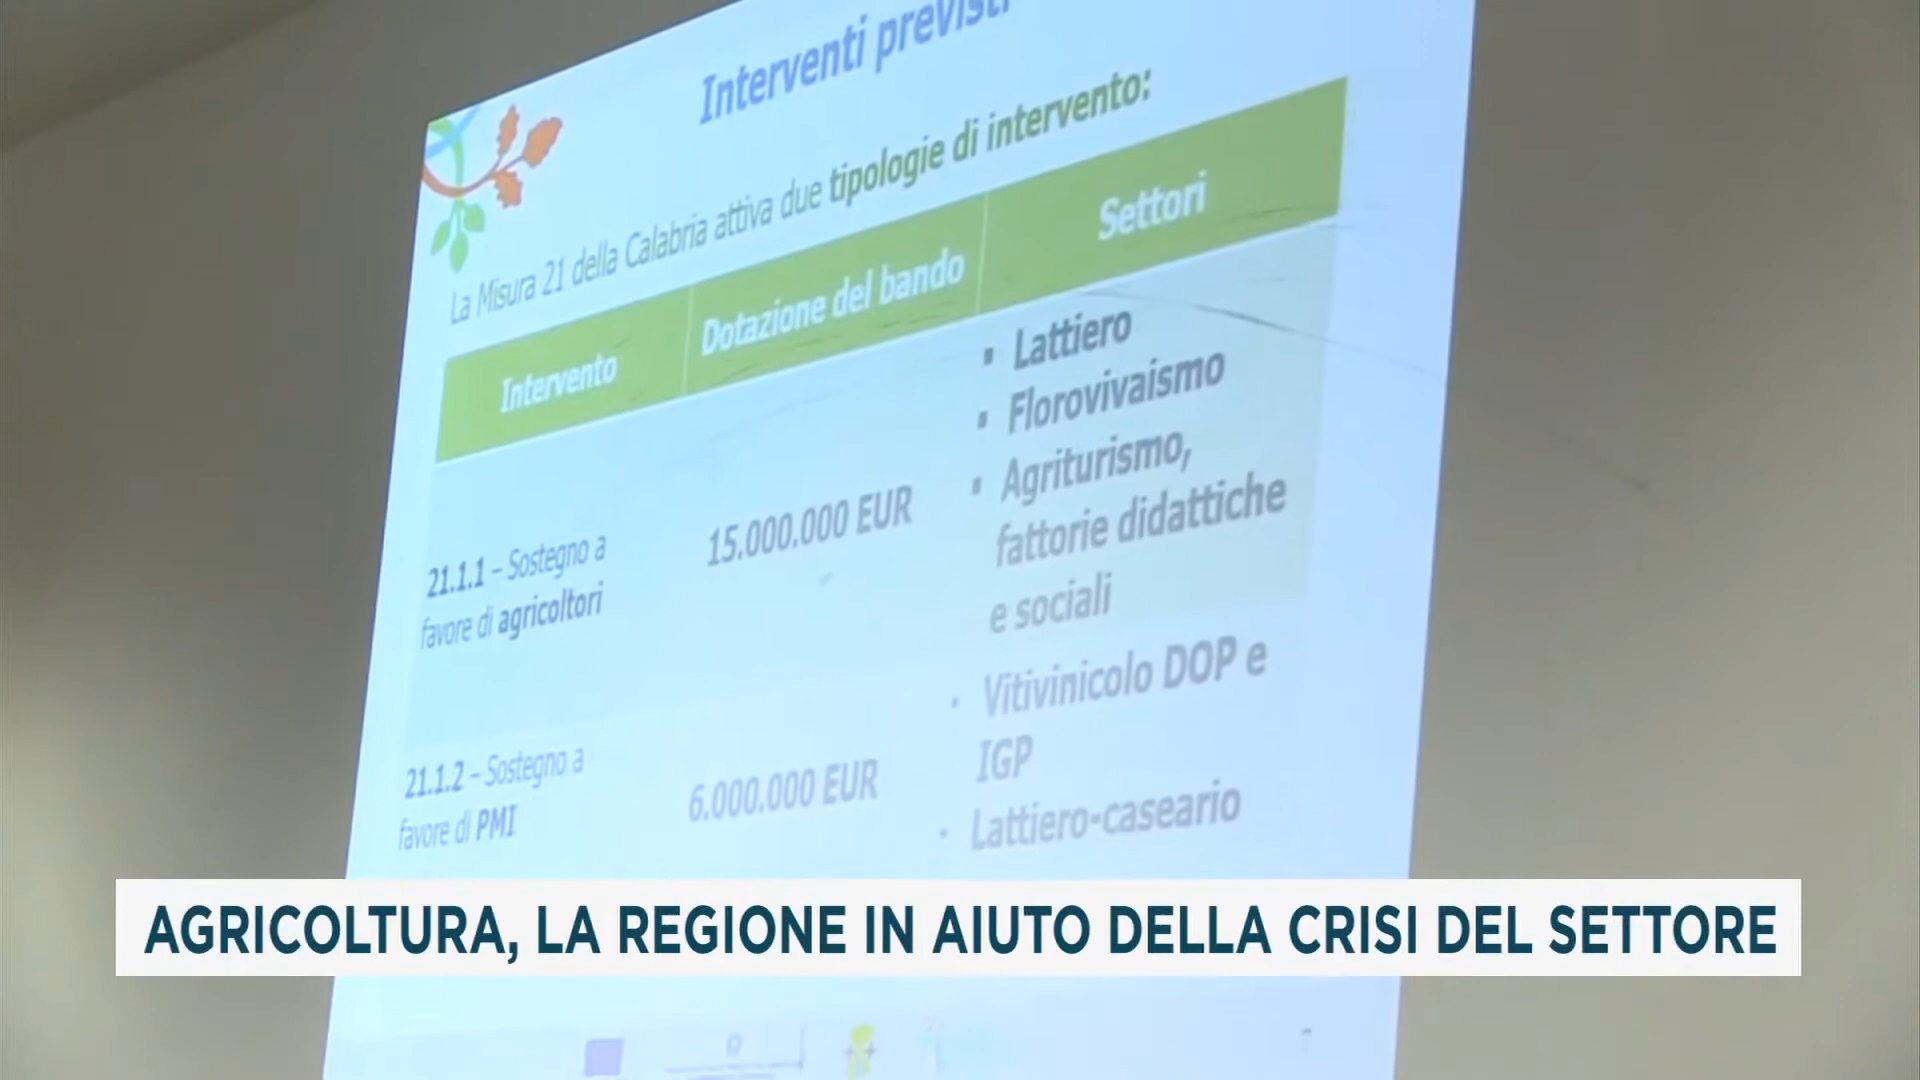 Interventi previsti
La Misura 21 della Calabria attiva due tipologie di intervento:
Intervento
Dotazione del bando
Settori
21.1.1 – Sostegno a
favore di agricoltori
15.000.000 EUR
▪ Lattiero
▪ Florovivaismo
▪ Agriturismo,
fattorie didattiche
e sociali
21.1.2 – Sostegno a
favore di PMI
6.000.000 EUR
▪ Vitivinicolo DOP e
IGP
▪ Lattiero-caseario
AGRICOLTURA, LA REGIONE IN AIUTO DELLA CRISI DEL SETTORE